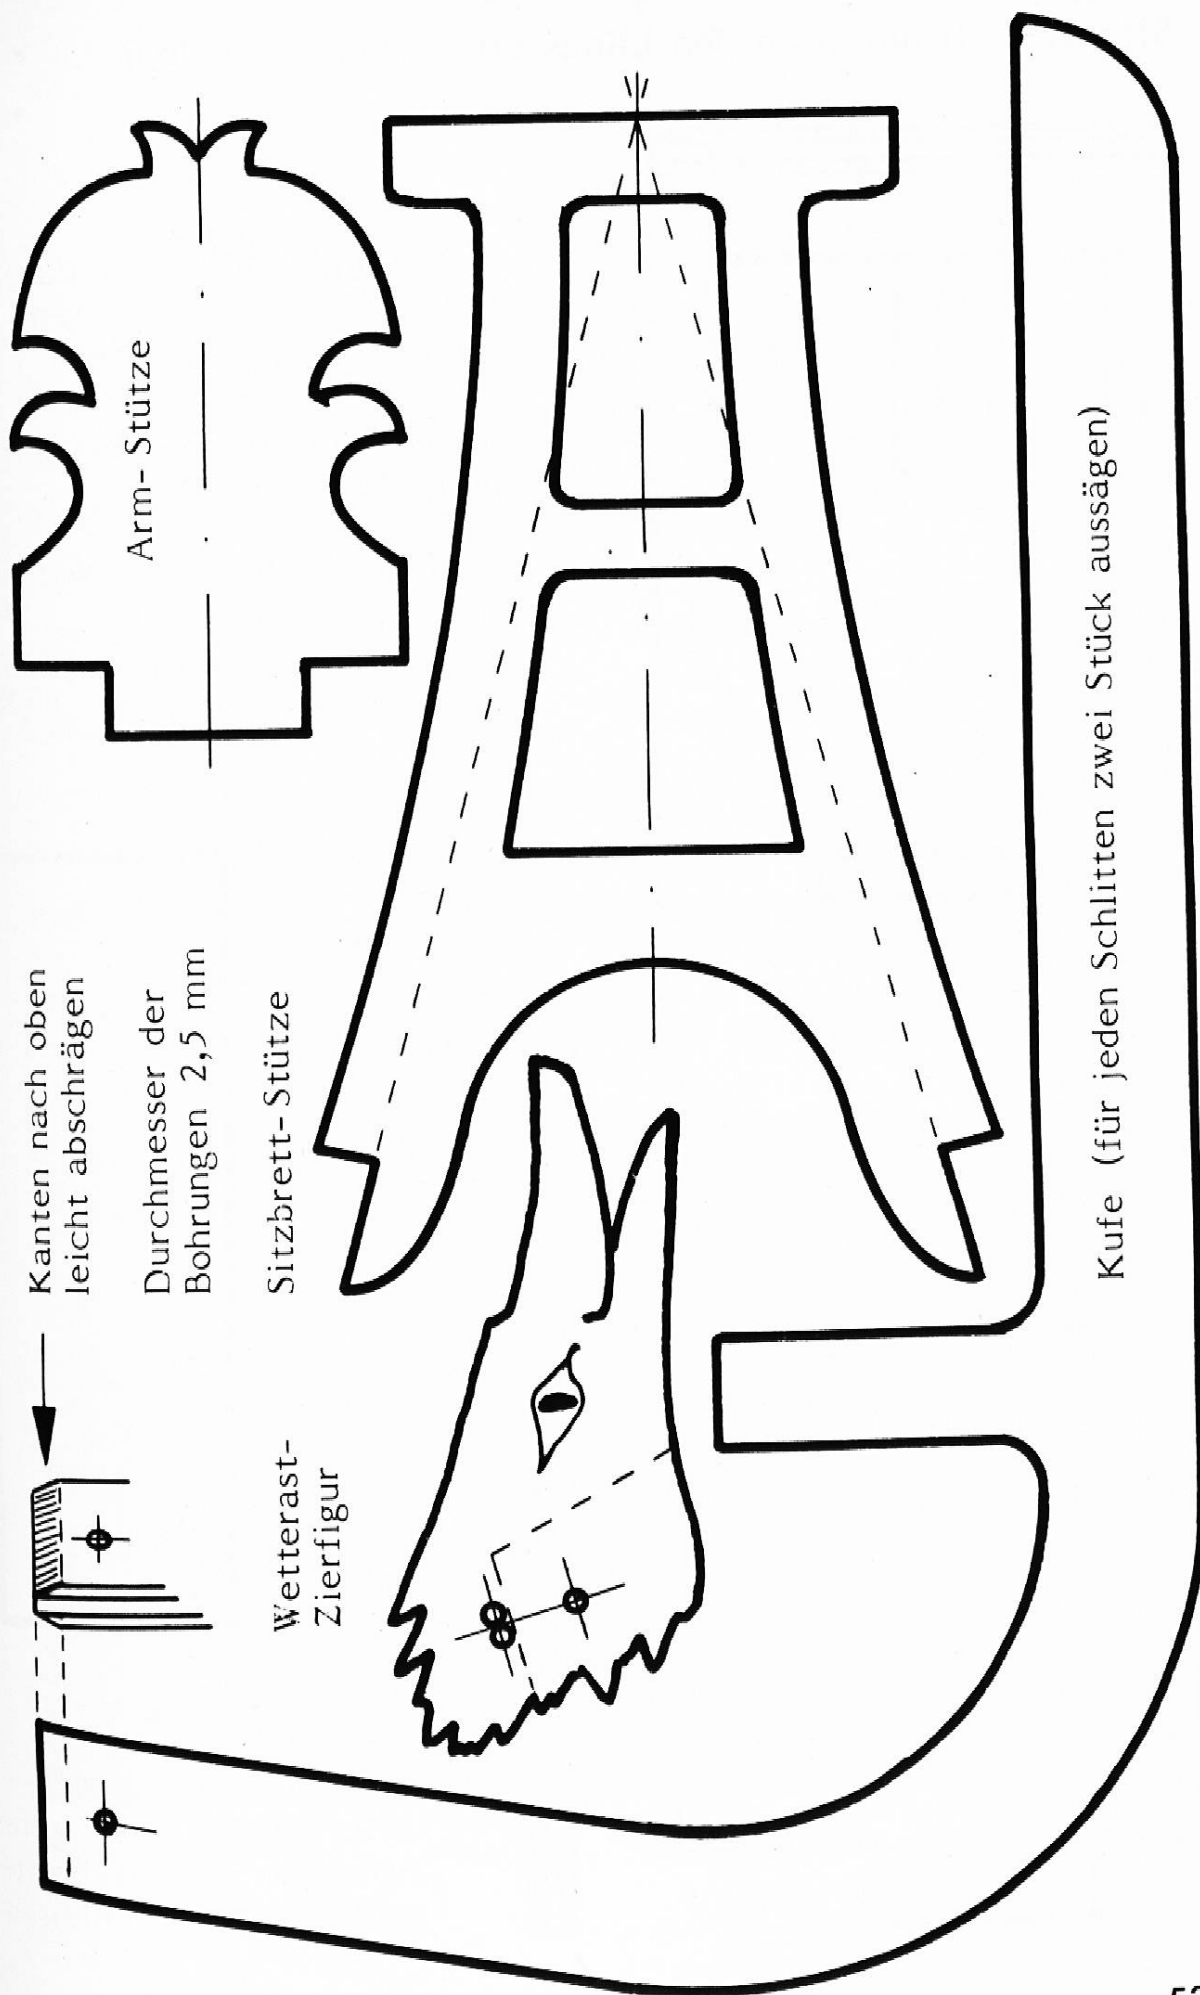 Kanten nach oben
leicht abschrägen
Durchmesser der
Bohrungen 2,5 mm
Sitzbrett-Stütze
Arm-Stütze
Wetterast-
Zierfigur
Kufe (für jeden Schlitten zwei Stück aussägen)